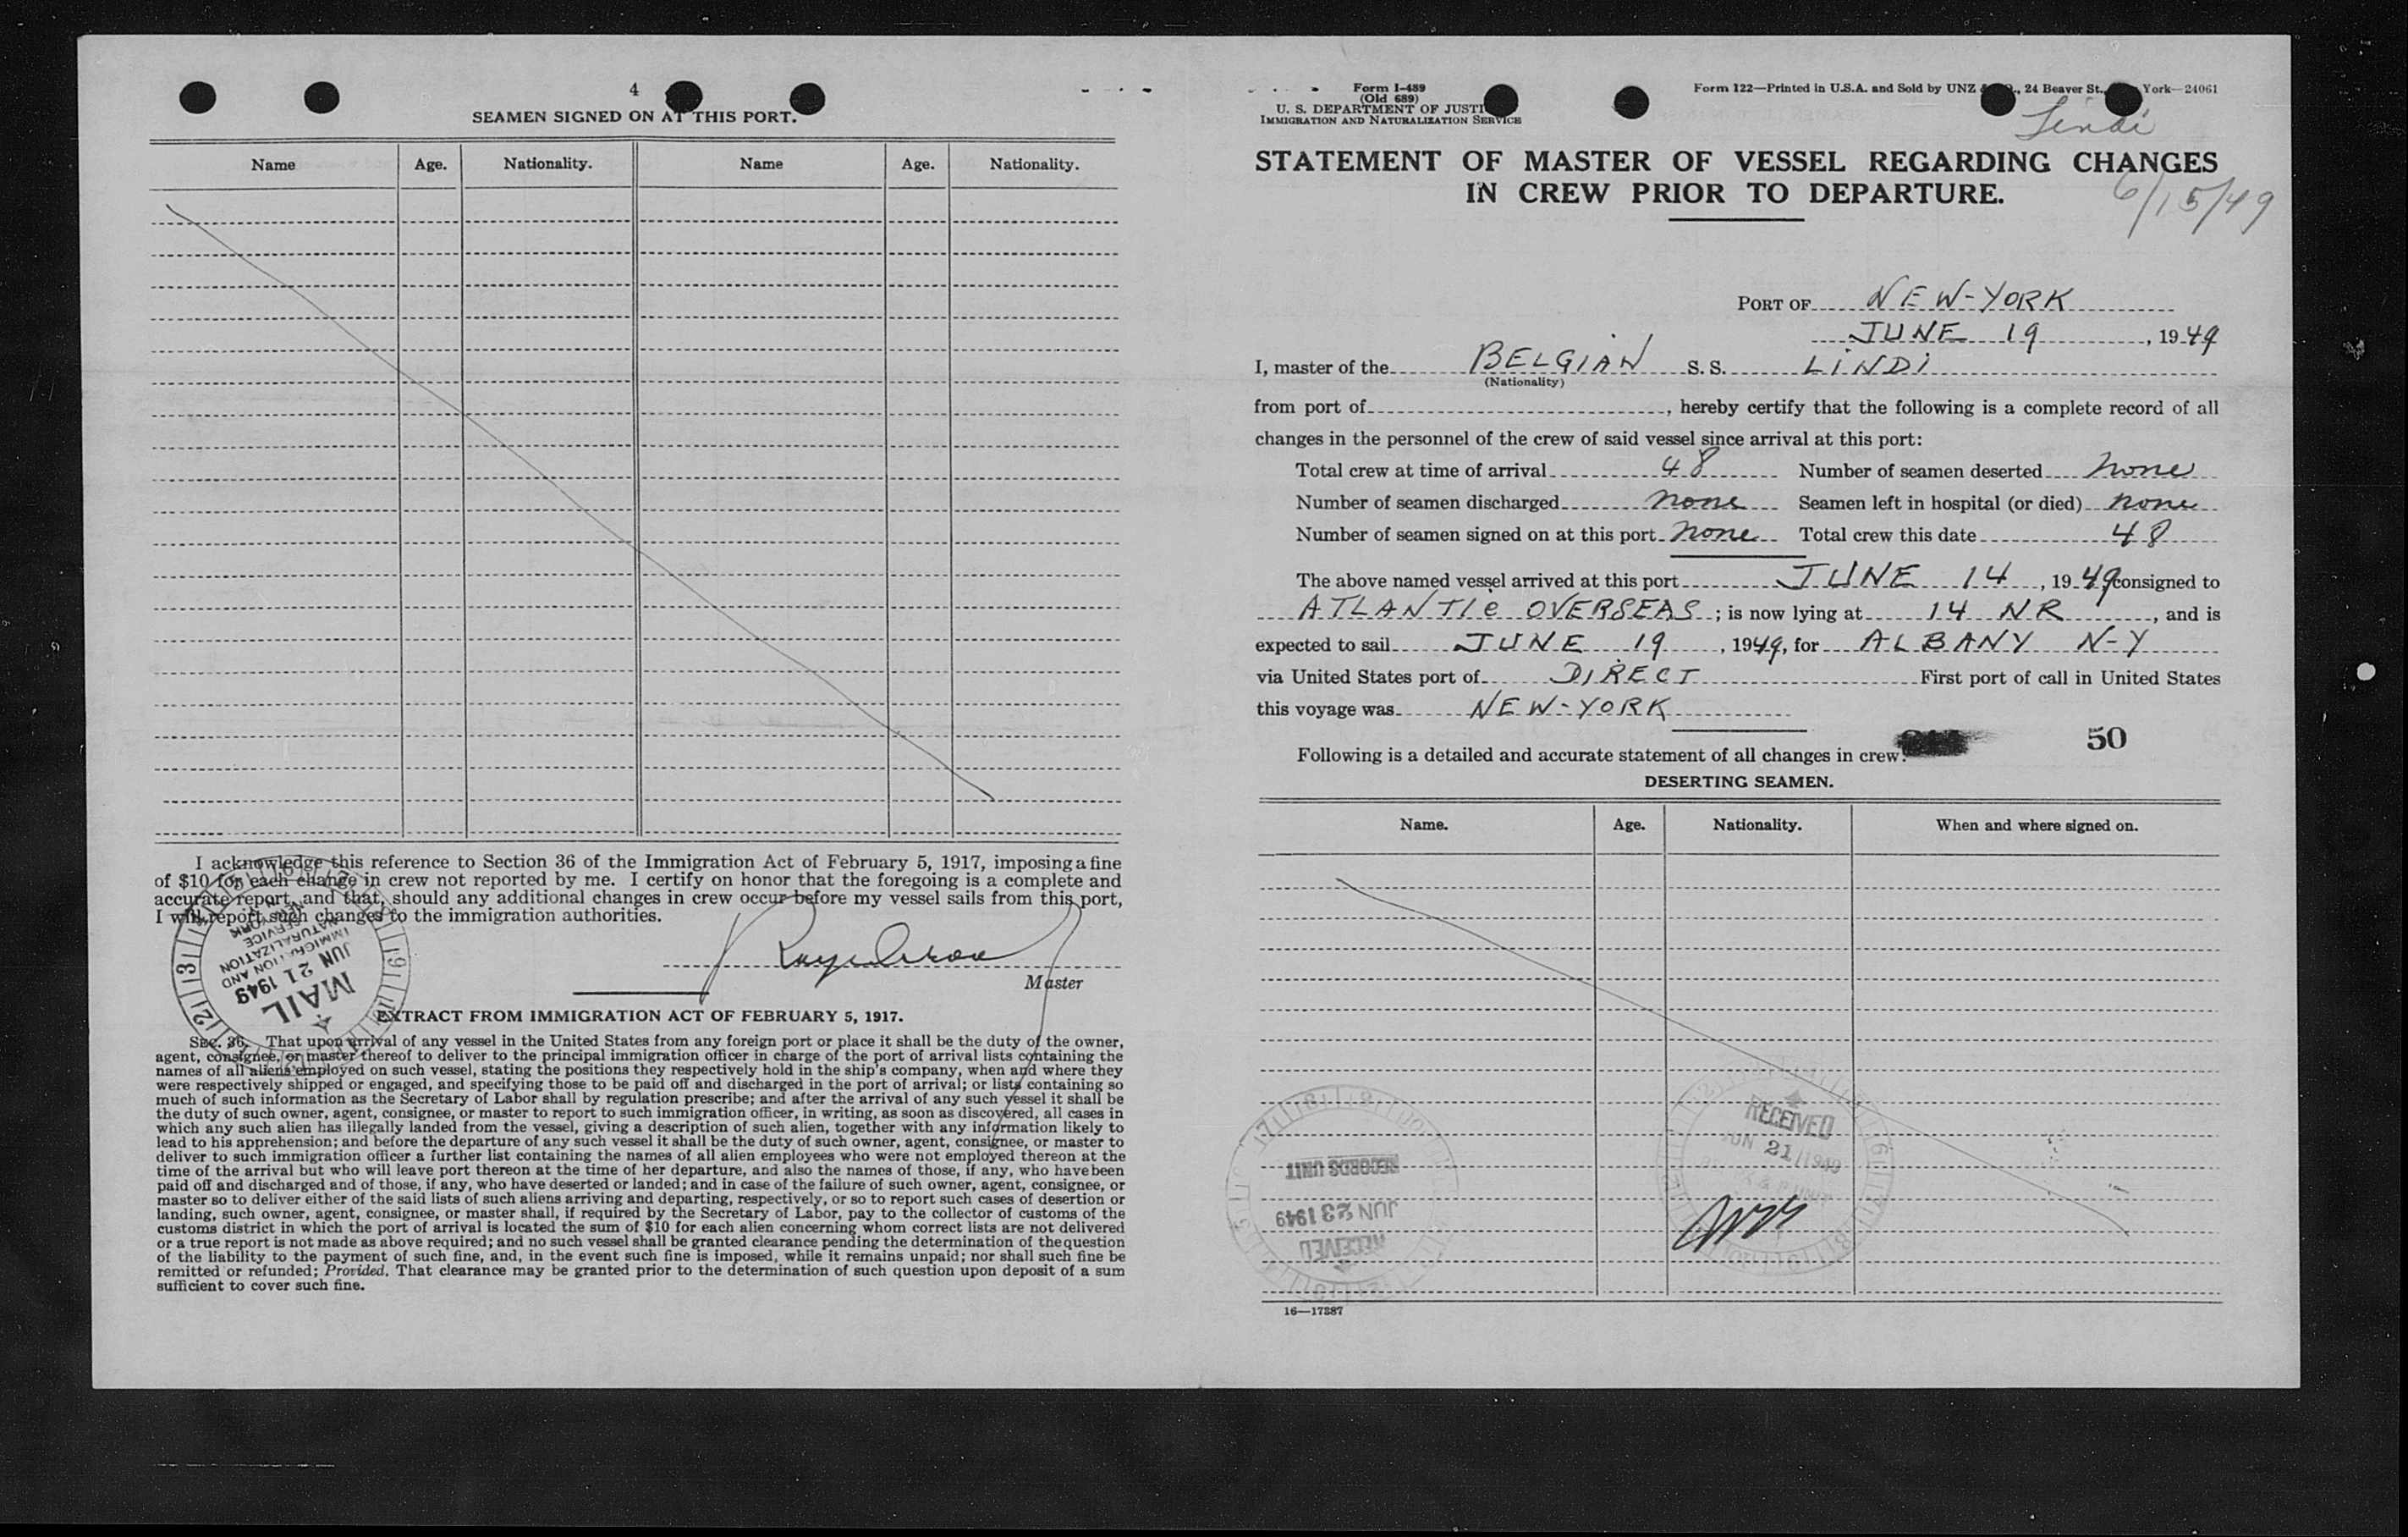 4
SEAMEN SIGNED ON AT THIS PORT.
Name Age. Nationality. Name Age. Nationality.
I acknowledge this reference to Section 36 of the Immigration Act of February 5, 1917, imposing a fine
of $10 for each change in crew not reported by me. I certify on honor that the foregoing is a complete and
accurate report, and that, should any additional changes in crew occur before my vessel sails from this port,
I will report such changes to the immigration authorities.
Master
MAIL
JUN 21 1949
IMMIGRATION AND
NATURALIZATION
SERVICE
EXTRACT FROM IMMIGRATION ACT OF FEBRUARY 5, 1917.
Sec. 36. That upon arrival of any vessel in the United States from any foreign port or place it shall be the duty of the owner,
agent, consignee, or master thereof to deliver to the principal immigration officer in charge of the port of arrival lists containing the
names of all aliens employed on such vessel, stating the positions they respectively hold in the ship's company, when and where they
were respectively shipped or engaged, and specifying those to be paid off and discharged in the port of arrival; or lists containing so
much of such information as the Secretary of Labor shall by regulation prescribe; and after the arrival of any such vessel it shall be
the duty of such owner, agent, consignee, or master to report to such immigration officer, in writing, as soon as discovered, all cases in
which any such alien has illegally landed from the vessel, giving a description of such alien, together with any information likely to
lead to his apprehension; and before the departure of any such vessel it shall be the duty of such owner, agent, consignee, or master to
deliver to such immigration officer a further list containing the names of all alien employees who were not employed thereon at the
time of the arrival but who will leave port thereon at the time of her departure, and also the names of those, if any, who have been
paid off and discharged and of those, if any, who have deserted or landed; and in case of the failure of such owner, agent, consignee, or
master so to deliver either of the said lists of such aliens arriving and departing, respectively, or so to report such cases of desertion or
landing, such owner, agent, consignee, or master shall, if required by the Secretary of Labor, pay to the collector of customs of the
customs district in which the port of arrival is located the sum of $10 for each alien concerning whom correct lists are not delivered
or a true report is not made as above required; and no such vessel shall be granted clearance pending the determination of the question
of the liability to the payment of such fine, and, in the event such fine is imposed, while it remains unpaid; nor shall such fine be
remitted or refunded; Provided, That clearance may be granted prior to the determination of such question upon deposit of a sum
sufficient to cover such fine.
Form I-489
(Old 689)
U. S. DEPARTMENT OF JUSTI
IMMIGRATION AND NATURALIZATION SERVICE
Form 122—Printed in U.S.A. and Sold by UNZ & , 24 Beaver St., York—24061
Lindi
STATEMENT OF MASTER OF VESSEL REGARDING CHANGES
IN CREW PRIOR TO DEPARTURE.
6/15/49
PORT OF NEW-YORK
JUNE 19, 1949
I, master of the BELGIAN S. S. LINDI
(Nationality)
from port of , hereby certify that the following is a complete record of all
changes in the personnel of the crew of said vessel since arrival at this port:
Total crew at time of arrival 48 Number of seamen deserted none
Number of seamen discharged none Seamen left in hospital (or died) none
Number of seamen signed on at this port none Total crew this date 48
The above named vessel arrived at this port JUNE 14, 1949 consigned to
ATLANTIC OVERSEAS; is now lying at 14 NR, and is
expected to sail JUNE 19, 1949, for ALBANY N-Y
via United States port of DIRECT First port of call in United States
this voyage was NEW-YORK
50
Following is a detailed and accurate statement of all changes in crew:
DESERTING SEAMEN.
Name. Age. Nationality. When and where signed on.
RECEIVED
JUN 21 1949
RECORDS UNIT
JUN 23 1949
RECEIVED
16—17387